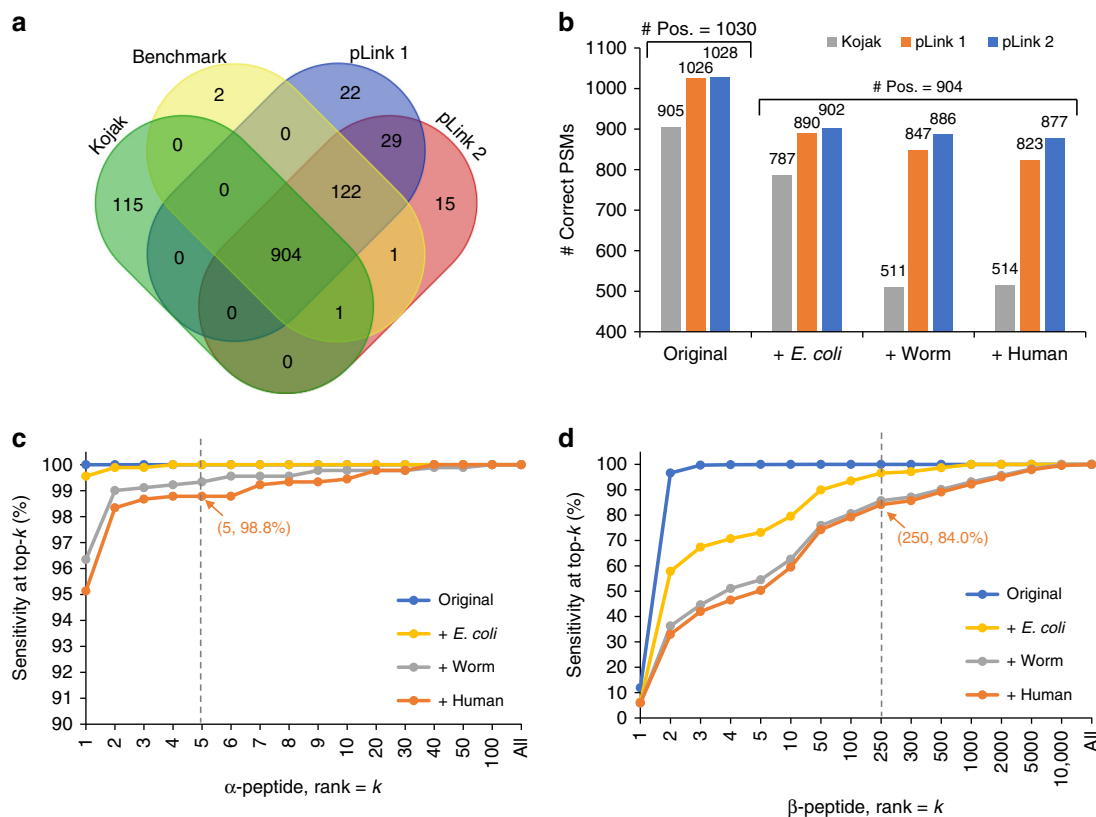 a
Benchmark
pLink 1
Kojak
pLink 2
2
22
0
0
29
115
0
122
15
0
904
1
0
1
0
b
# Pos. = 1030
Kojak
pLink 1
pLink 2
# Pos. = 904
# Correct PSMs
1100
1000
900
800
700
600
500
400
905
1026
1028
787
890
902
511
847
886
514
823
877
Original
+ E. coli
+ Worm
+ Human
c
Sensitivity at top-k (%)
100
99
98
97
96
95
94
93
92
91
90
(5, 98.8%)
Original
+ E. coli
+ Worm
+ Human
1
2
3
4
5
6
7
8
9
10
20
30
40
50
100
All
α-peptide, rank = k
d
Sensitivity at top-k (%)
100
90
80
70
60
50
40
30
20
10
0
(250, 84.0%)
Original
+ E. coli
+ Worm
+ Human
1
2
3
4
5
10
50
100
250
300
500
1000
2000
5000
10,000
All
β-peptide, rank = k